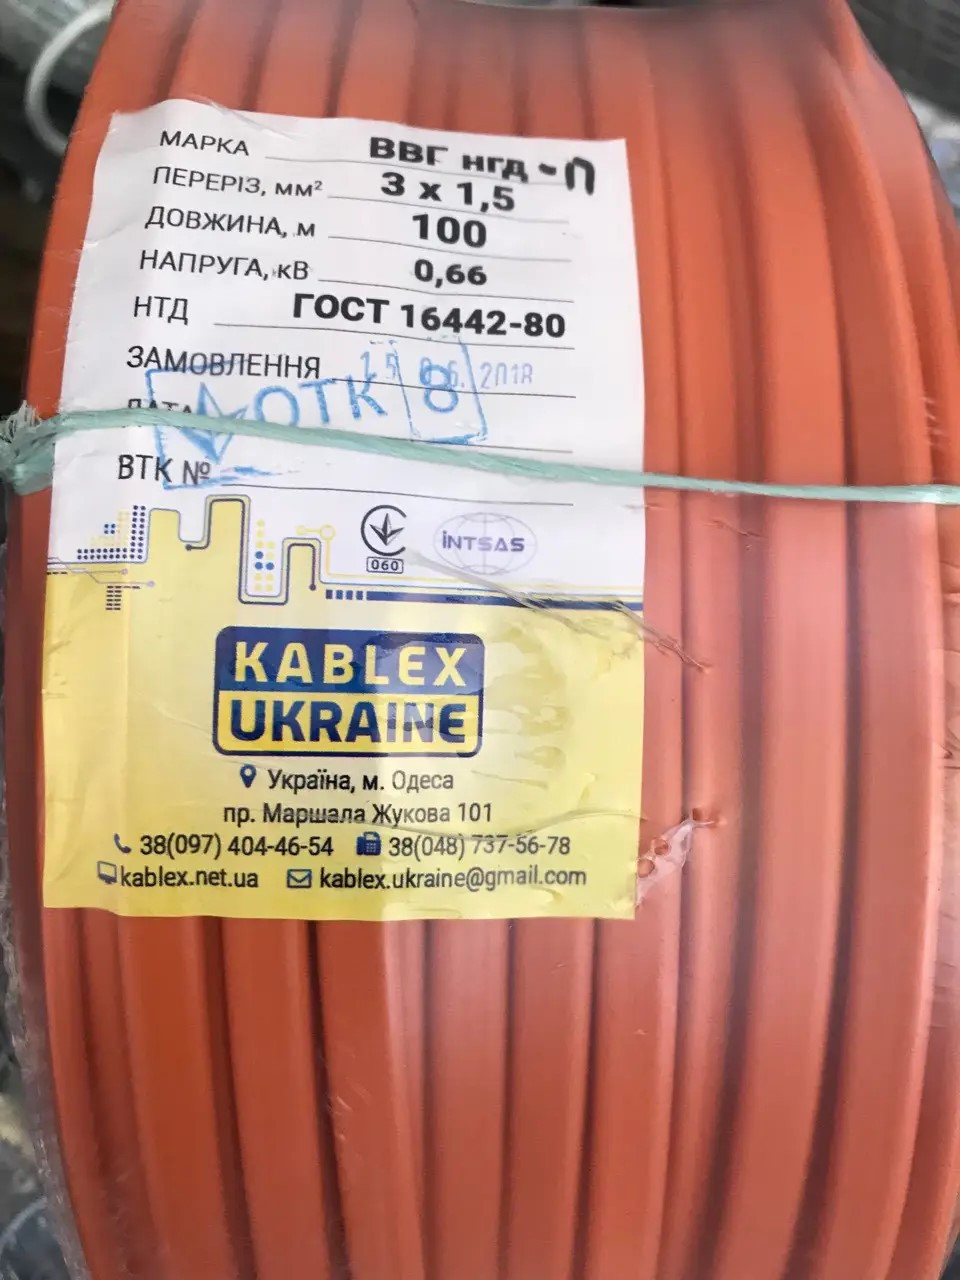 МАРКА ВВГ нгд - П
ПЕРЕРІЗ, мм² 3 х 1,5
ДОВЖИНА, м 100
НАПРУГА, кВ 0,66
НТД ГОСТ 16442-80
ЗАМОВЛЕННЯ
15 06. 2018
ДАТА
ОТК 8
ВТК №
060
İNTSAS
KABLEX
UKRAINE
Україна, м. Одеса
пр. Маршала Жукова 101
38(097) 404-46-54 38(048) 737-56-78
kablex.net.ua kablex.ukraine@gmail.com